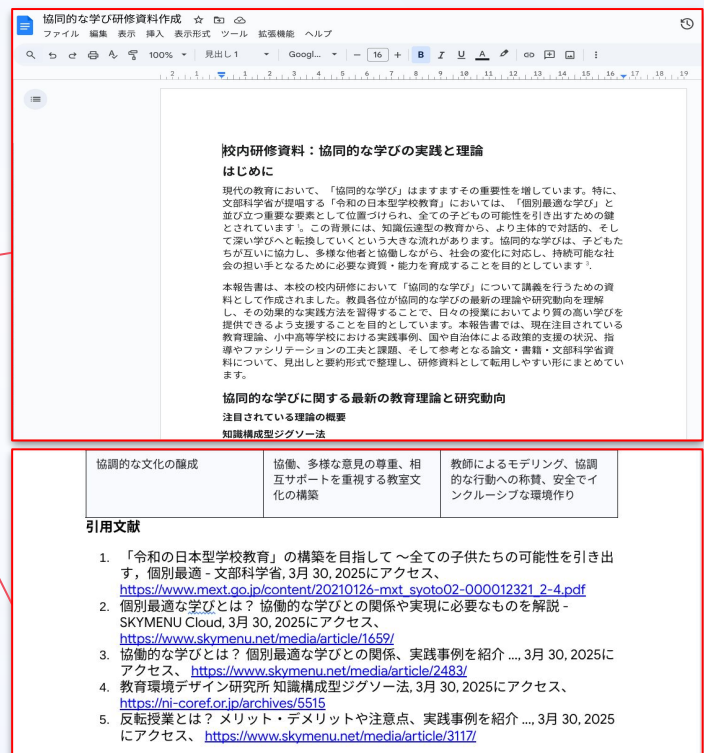 協同的な学び研修資料作成
ファイル 編集 表示 挿入 表示形式 ツール 拡張機能 ヘルプ
100% 見出し1 Googl... − 16 + B I U A
2 1 1 2 3 4 5 6 7 8 9 10 11 12 13 14 15 16 17 18 19
校内研修資料：協同的な学びの実践と理論
はじめに
現代の教育において、「協同的な学び」はますますその重要性を増しています。特に、
文部科学省が提唱する「令和の日本型学校教育」においては、「個別最適な学び」と
並び立つ重要な要素として位置づけられ、全ての子どもの可能性を引き出すための鍵
とされています ¹。この背景には、知識伝達型の教育から、より主体的で対話的、そし
て深い学びへと転換していくという大きな流れがあります。協同的な学びは、子どもた
ちが互いに協力し、多様な他者と協働しながら、社会の変化に対応し、持続可能な社
会の担い手となるために必要な資質・能力を育成することを目的としています ³.
本報告書は、本校の校内研修において「協同的な学び」について講義を行うための資
料として作成されました。教員各位が協同的な学びの最新の理論や研究動向を理解
し、その効果的な実践方法を習得することで、日々の授業においてより質の高い学びを
提供できるよう支援することを目的としています。本報告書では、現在注目されている
教育理論、小中高等学校における実践事例、国や自治体による政策的支援の状況、指
導やファシリテーションの工夫と課題、そして参考となる論文・書籍・文部科学省資
料について、見出しと要約形式で整理し、研修資料として転用しやすい形にまとめてい
ます。
協同的な学びに関する最新の教育理論と研究動向
注目されている理論の概要
知識構成型ジグソー法
協調的な文化の醸成
協働、多様な意見の尊重、相
互サポートを重視する教室文
化の構築
教師によるモデリング、協調
的な行動への称賛、安全でイ
ンクルーシブな環境作り
引用文献
1. 「令和の日本型学校教育」の構築を目指して ～全ての子供たちの可能性を引き出
す，個別最適 - 文部科学省, 3月 30, 2025にアクセス、
https://www.mext.go.jp/content/20210126-mxt_syoto02-000012321_2-4.pdf
2. 個別最適な学びとは？ 協働的な学びとの関係や実現に必要なものを解説 -
SKYMENU Cloud, 3月 30, 2025にアクセス、
https://www.skymenu.net/media/article/1659/
3. 協働的な学びとは？ 個別最適な学びとの関係、実践事例を紹介 ..., 3月 30, 2025に
アクセス、 https://www.skymenu.net/media/article/2483/
4. 教育環境デザイン研究所 知識構成型ジグソー法, 3月 30, 2025にアクセス、
https://ni-coref.or.jp/archives/5515
5. 反転授業とは？ メリット・デメリットや注意点、実践事例を紹介 ..., 3月 30, 2025
にアクセス、 https://www.skymenu.net/media/article/3117/